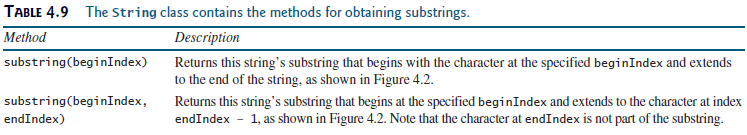 TABLE 4.9 The String class contains the methods for obtaining substrings.
Method Description
substring(beginIndex) Returns this string's substring that begins with the character at the specified beginIndex and extends
to the end of the string, as shown in Figure 4.2.
substring(beginIndex, Returns this string's substring that begins at the specified beginIndex and extends to the character at index
endIndex) endIndex - 1, as shown in Figure 4.2. Note that the character at endIndex is not part of the substring.